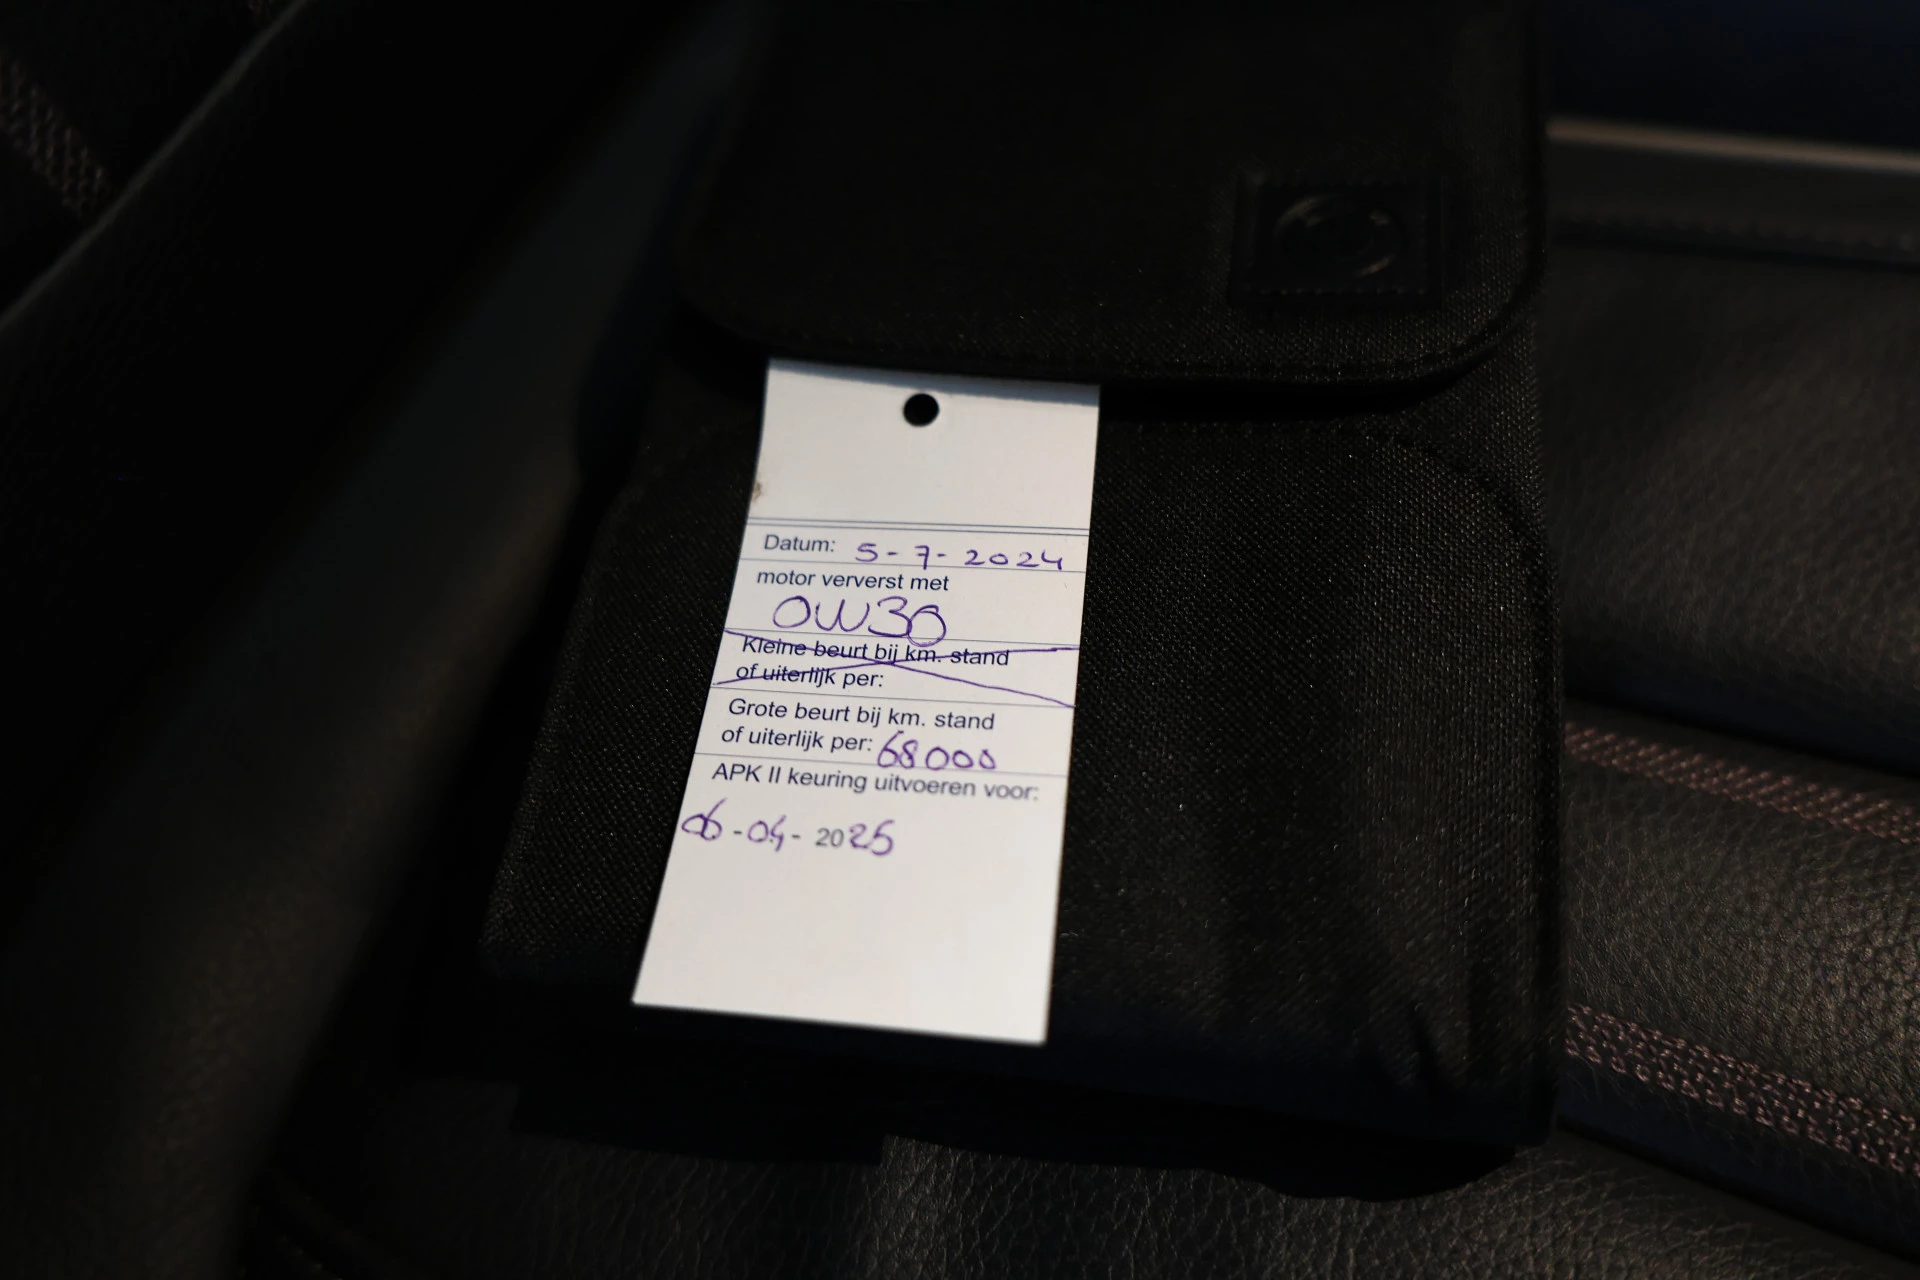 Datum: 5-7-2024
motor ververst met
0W30
Kleine beurt bij km. stand
of uiterlijk per:
Grote beurt bij km. stand
of uiterlijk per: 68000
APK II keuring uitvoeren voor:
06-04-2025